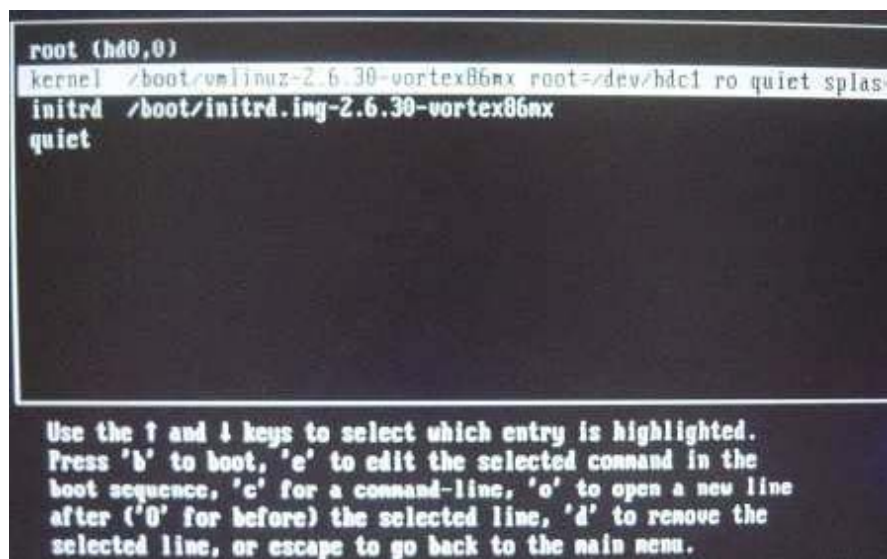 root (hd0,0)
kernel /boot/vmlinuz-2.6.30-vortex86mx root=/dev/hdc1 ro quiet splas
initrd /boot/initrd.img-2.6.30-vortex86mx
quiet
Use the ↑ and ↓ keys to select which entry is highlighted.
Press 'b' to boot, 'e' to edit the selected command in the
boot sequence, 'c' for a command-line, 'o' to open a new line
after ('O' for before) the selected line, 'd' to remove the
selected line, or escape to go back to the main menu.